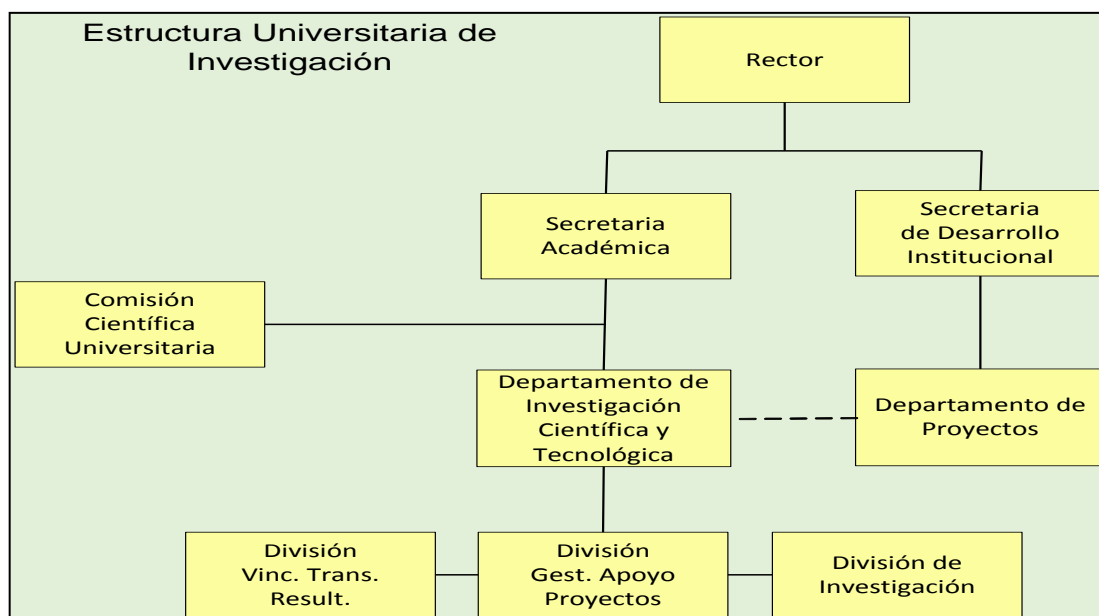 Estructura Universitaria de
Investigación
Rector
Secretaria
Académica
Secretaria
de Desarrollo
Institucional
Comisión
Científica
Universitaria
Departamento de
Investigación
Científica y
Tecnológica
Departamento de
Proyectos
División
Vinc. Trans.
Result.
División
Gest. Apoyo
Proyectos
División de
Investigación